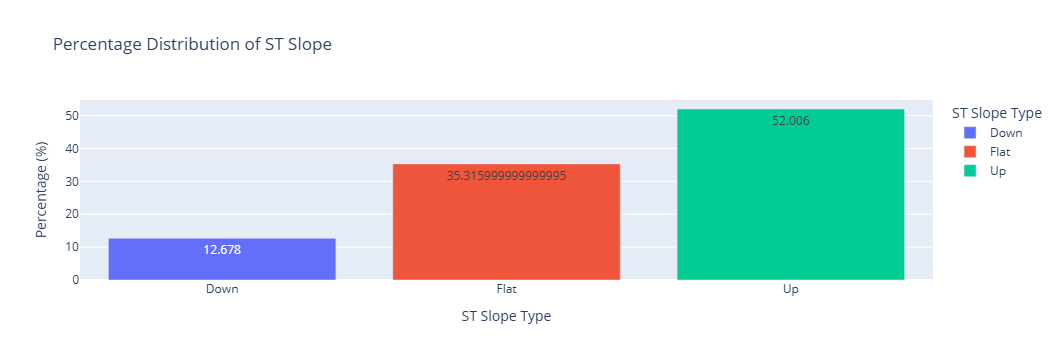 Percentage Distribution of ST Slope
ST Slope Type
Down
Flat
Up
Percentage (%)
50
40
30
20
10
0
52.006
35.315999999999995
12.678
Down
Flat
Up
ST Slope Type